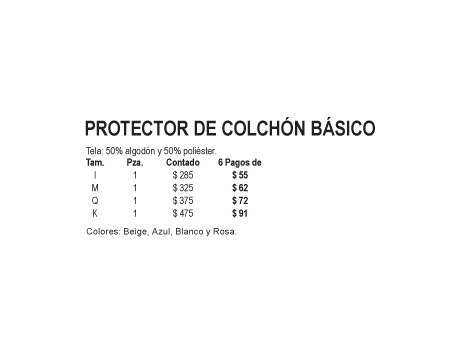 PROTECTOR DE COLCHÓN BÁSICO
Tela: 50% algodón y 50% poliéster.
Tam. Pza. Contado 6 Pagos de
I 1 $ 285 $ 55
M 1 $ 325 $ 62
Q 1 $ 375 $ 72
K 1 $ 475 $ 91
Colores: Beige, Azul, Blanco y Rosa.